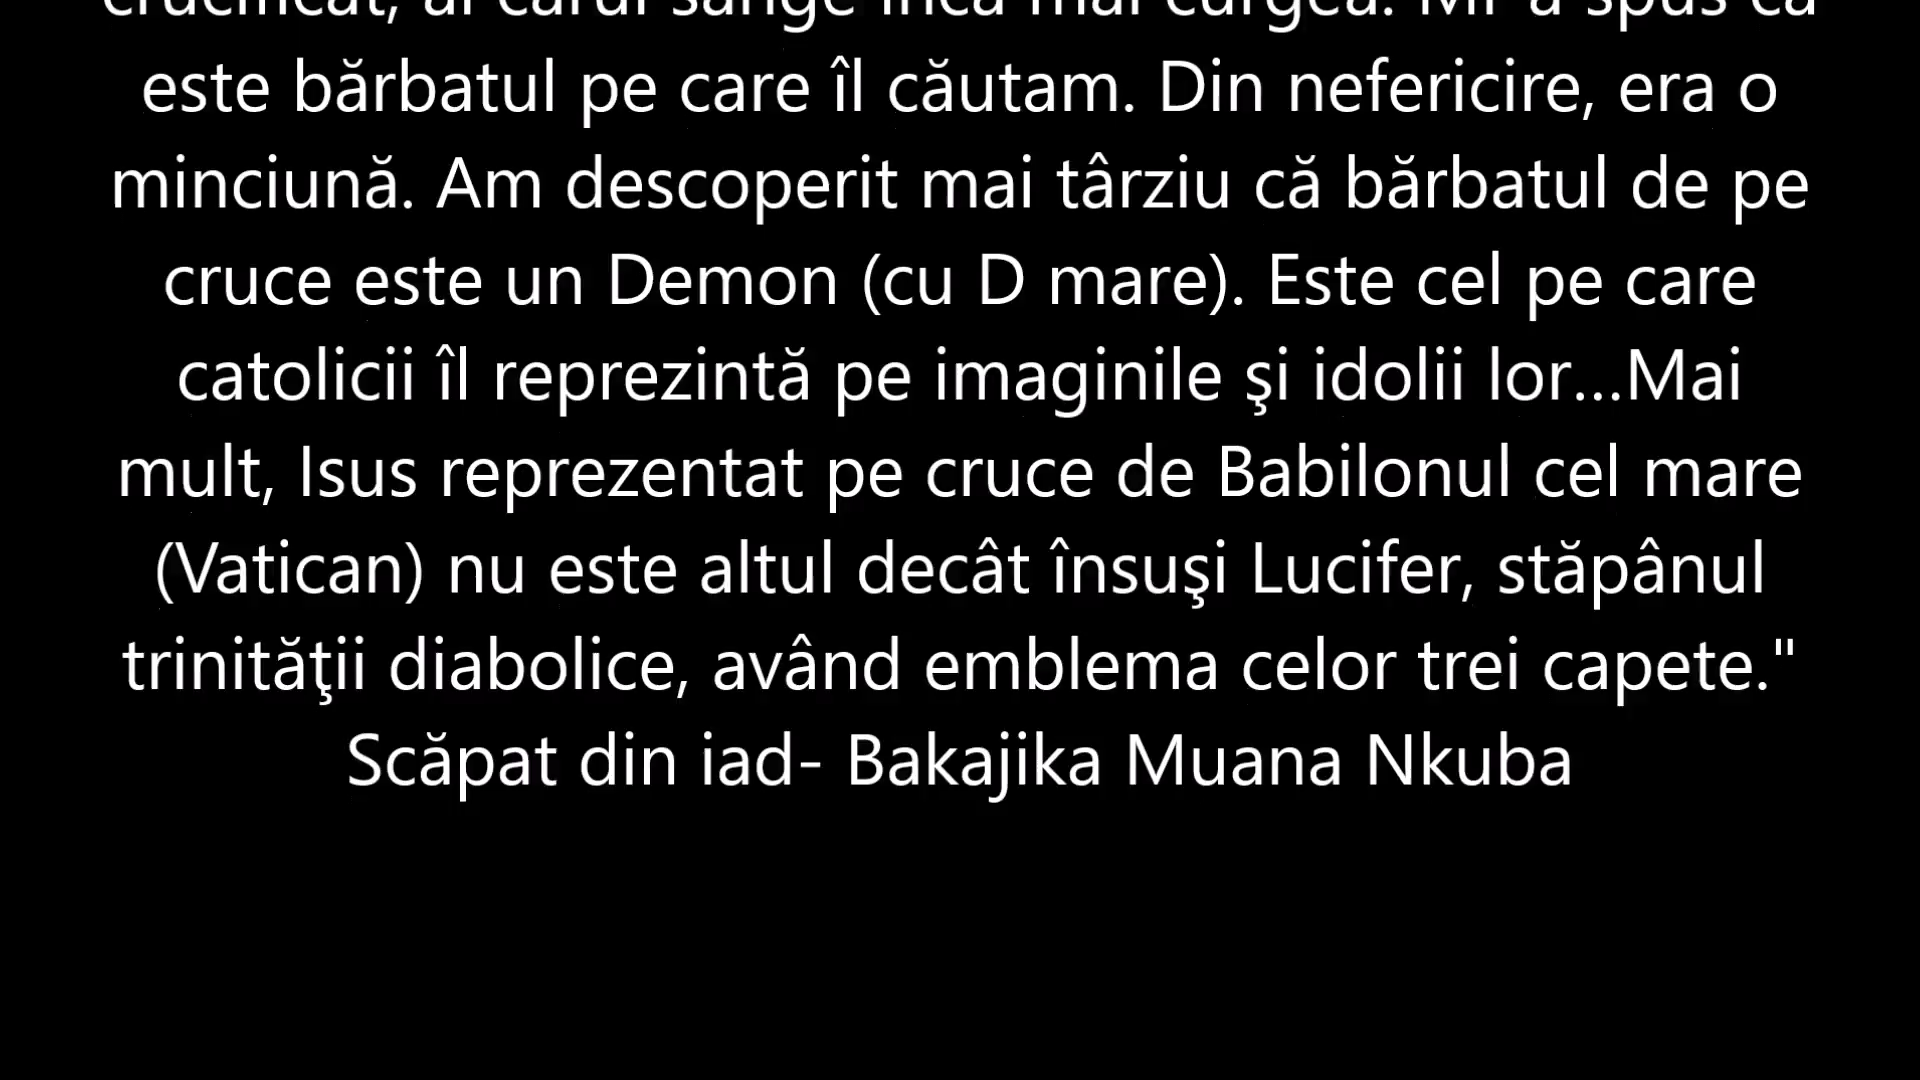 crucificat, al cărui sânge încă mai curgea. Mi-a spus că
este bărbatul pe care îl căutam. Din nefericire, era o
minciună. Am descoperit mai târziu că bărbatul de pe
cruce este un Demon (cu D mare). Este cel pe care
catolicii îl reprezintă pe imaginile şi idolii lor...Mai
mult, Isus reprezentat pe cruce de Babilonul cel mare
(Vatican) nu este altul decât însuşi Lucifer, stăpânul
trinităţii diabolice, având emblema celor trei capete."
Scăpat din iad- Bakajika Muana Nkuba